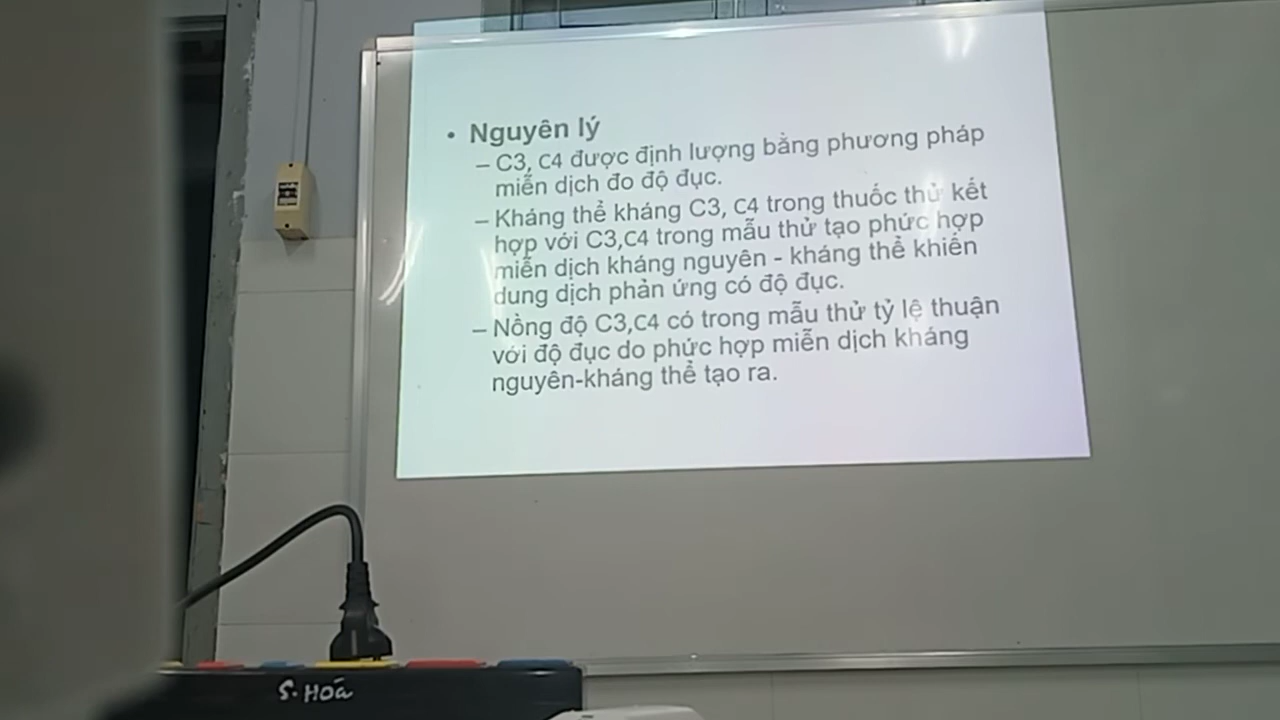 • Nguyên lý
– C3, C4 được định lượng bằng phương pháp
miễn dịch đo độ đục.
– Kháng thể kháng C3, C4 trong thuốc thử kết
hợp với C3,C4 trong mẫu thử tạo phức hợp
miễn dịch kháng nguyên - kháng thể khiến
dung dịch phản ứng có độ đục.
– Nồng độ C3,C4 có trong mẫu thử tỷ lệ thuận
với độ đục do phức hợp miễn dịch kháng
nguyên-kháng thể tạo ra.
S. Hoá